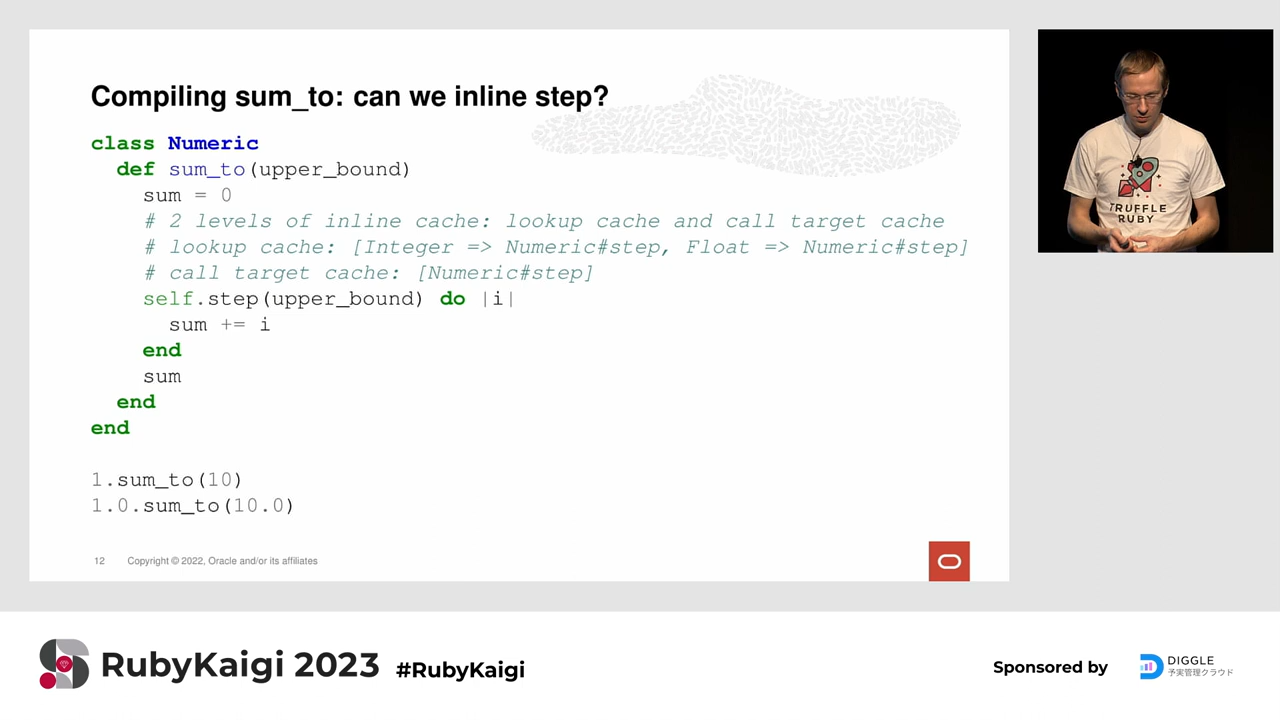 Compiling sum_to: can we inline step?
class Numeric
  def sum_to(upper_bound)
    sum = 0
    # 2 levels of inline cache: lookup cache and call target cache
    # lookup cache: [Integer => Numeric#step, Float => Numeric#step]
    # call target cache: [Numeric#step]
    self.step(upper_bound) do |i|
      sum += i
    end
    sum
  end
end
1.sum_to(10)
1.0.sum_to(10.0)
12 Copyright © 2022, Oracle and/or its affiliates
TRUFFLE
RUBY
RubyKaigi 2023 #RubyKaigi
Sponsored by
DIGGLE
予実管理クラウド